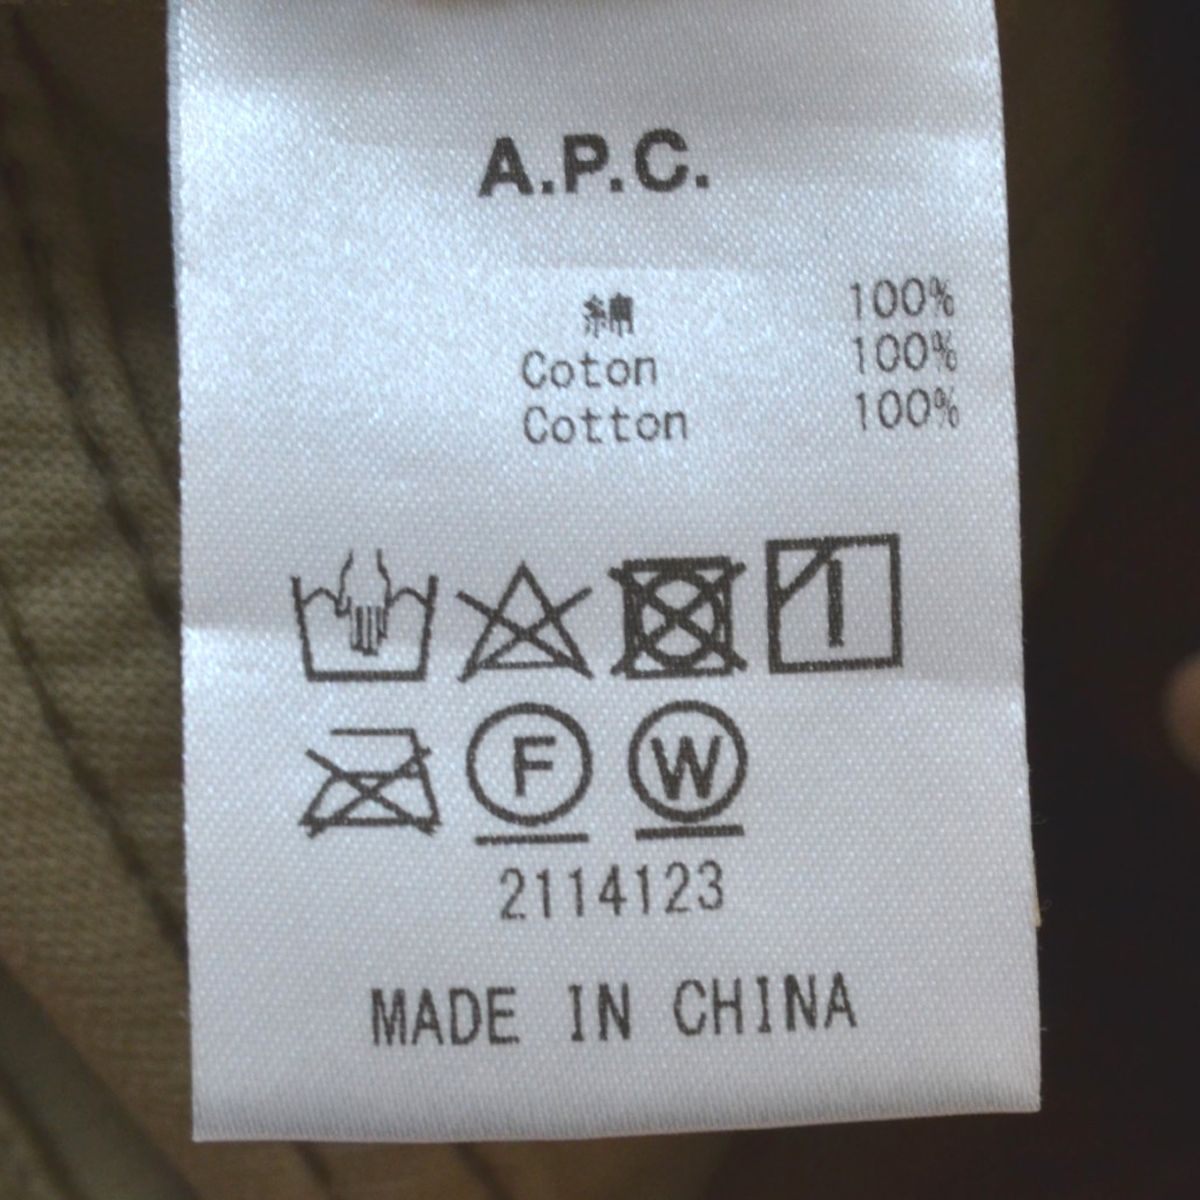 A.P.C.
綿 100%
Coton 100%
Cotton 100%
F W
2114123
MADE IN CHINA